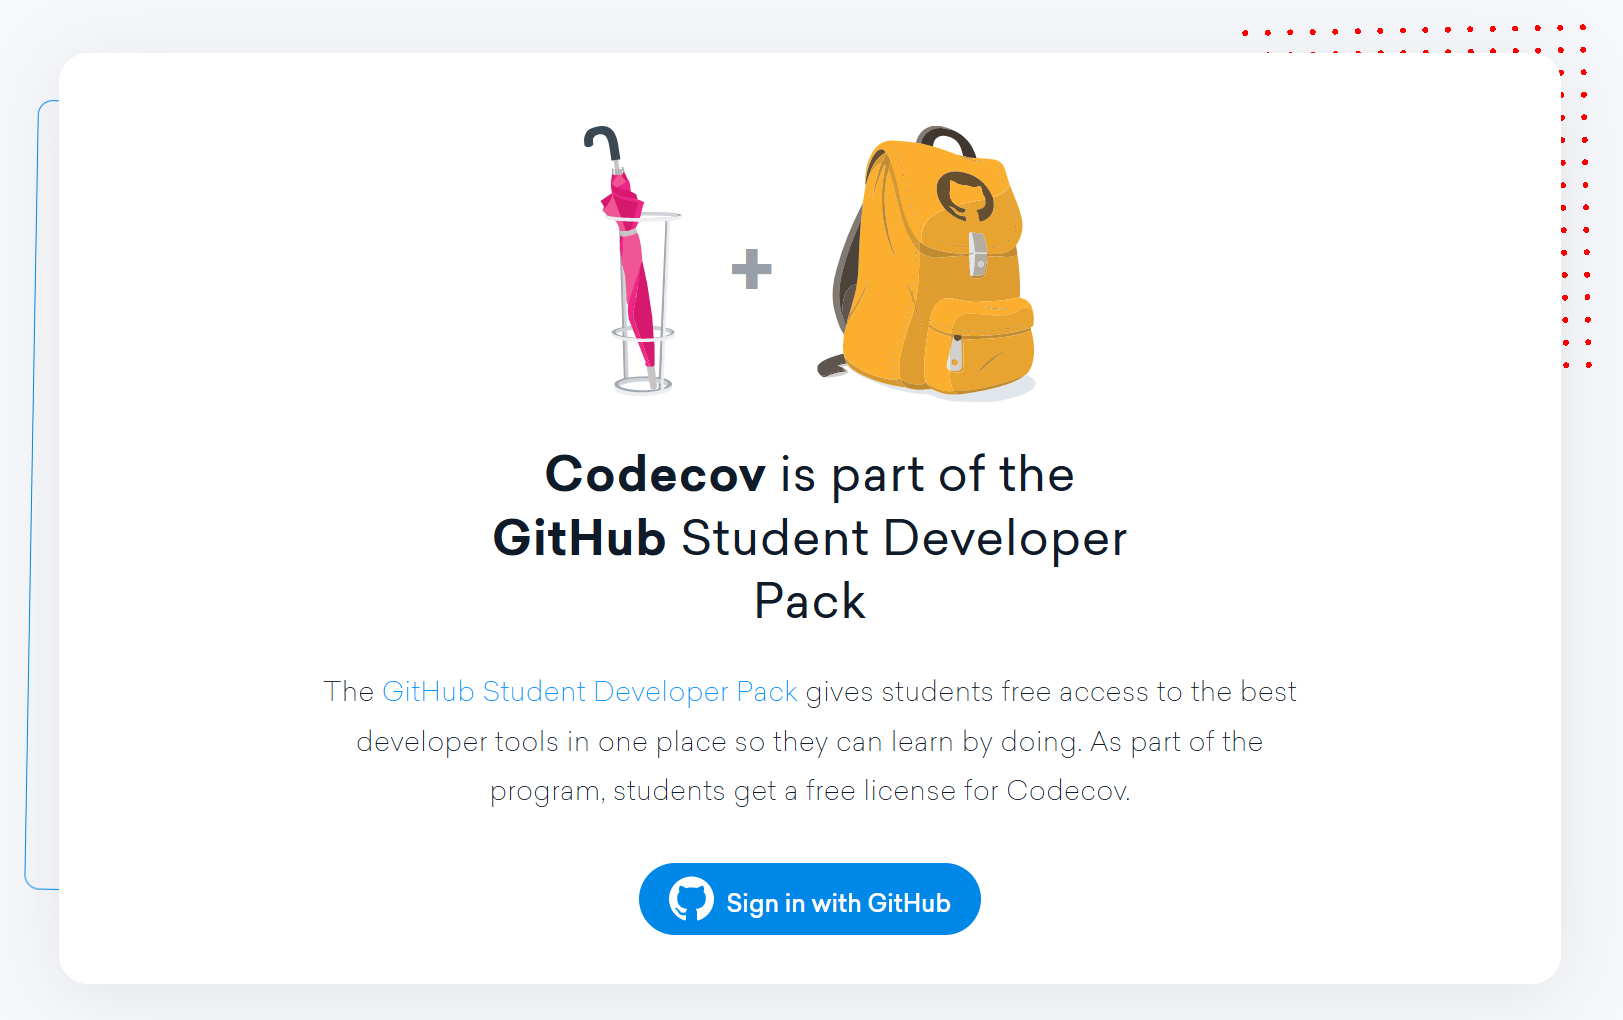 Codecov is part of the
GitHub Student Developer
Pack
The GitHub Student Developer Pack gives students free access to the best
developer tools in one place so they can learn by doing. As part of the
program, students get a free license for Codecov.
Sign in with GitHub